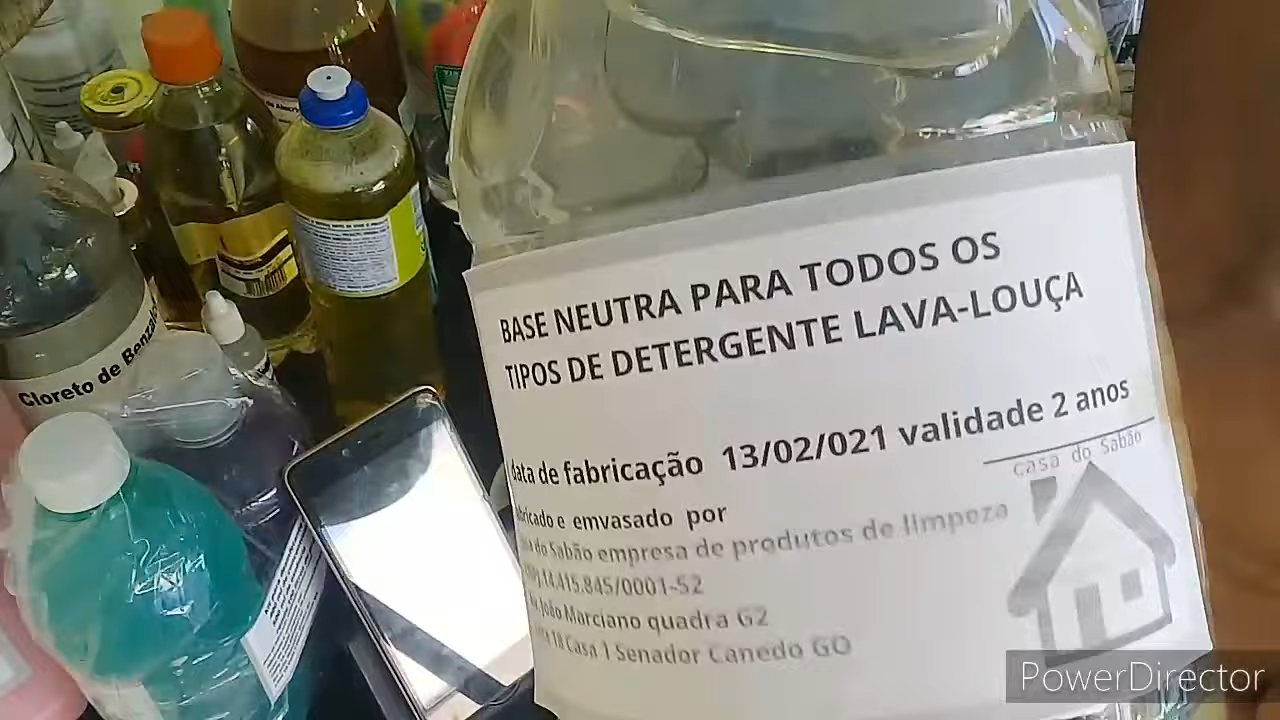 BASE NEUTRA PARA TODOS OS
TIPOS DE DETERGENTE LAVA-LOUÇA
data de fabricação 13/02/021 validade 2 anos
casa do Sabão
emvasado por
do Sabão empresa de produtos de limpeza
14.415.845/0001-52
João Marciano quadra G2
18 Casa 1 Senador Canedo GO
Cloreto de
PowerDirector